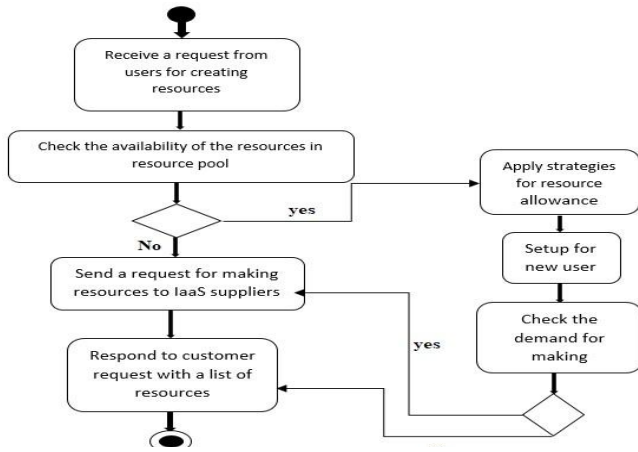 Receive a request from
users for creating
resources
Check the availability of the resources in
resource pool
yes
No
Send a request for making
resources to IaaS suppliers
Respond to customer
request with a list of
resources
Apply strategies
for resource
allowance
Setup for
new user
Check the
demand for
making
yes